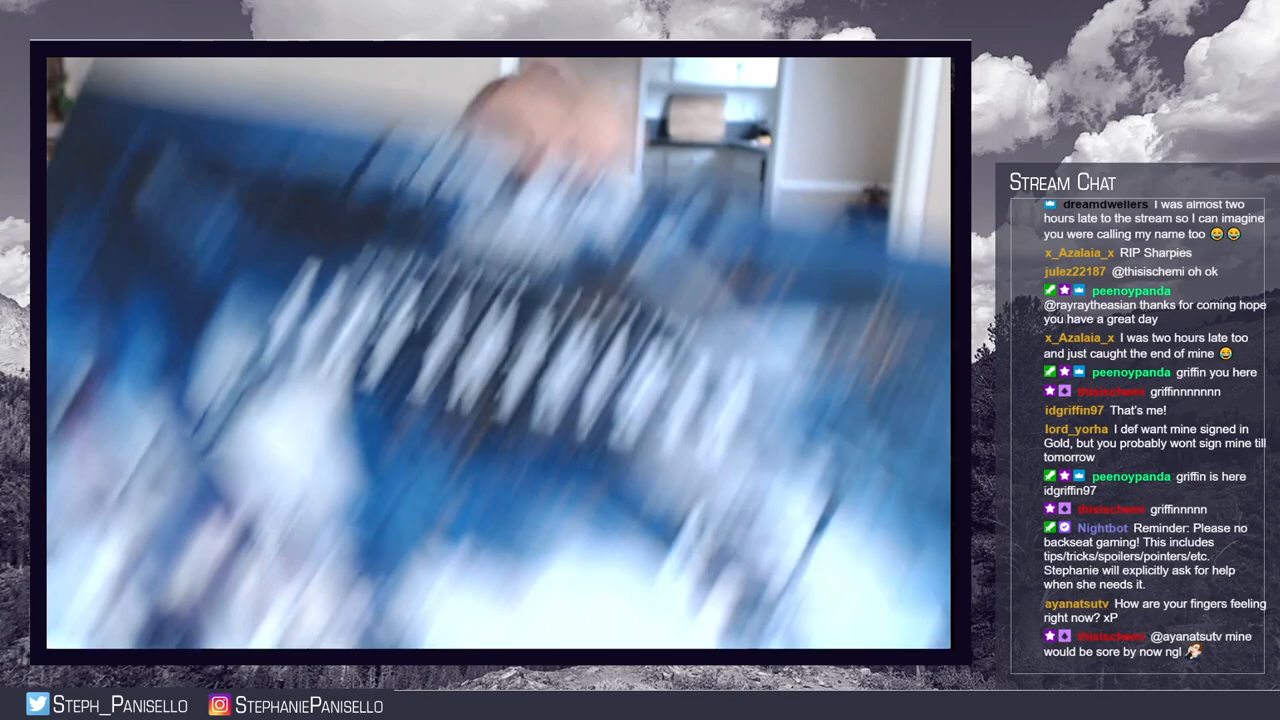 STREAM CHAT
dreamdwellers I was almost two
hours late to the stream so I can imagine
you were calling my name too 😂 😂
x_Azalaia_x RIP Sharpies
julez22187 @thisischemi oh ok
peenoypanda
@rayraytheasian thanks for coming hope
you have a great day
x_Azalaia_x I was two hours late too
and just caught the end of mine 😂
peenoypanda griffin you here
thisischemi griffinnnnnn
idgriffin97 That's me!
lord_yorha I def want mine signed in
Gold, but you probably wont sign mine till
tomorrow
peenoypanda griffin is here
idgriffin97
thisischemi griffinnnnn
Nightbot Reminder: Please no
backseat gaming! This includes
tips/tricks/spoilers/pointers/etc.
Stephanie will explicitly ask for help
when she needs it.
ayanatsutv How are your fingers feeling
right now? xP
thisischemi @ayanatsutv mine
would be sore by now ngl
STEPH_PANISELLO
STEPHANIEPANISELLO